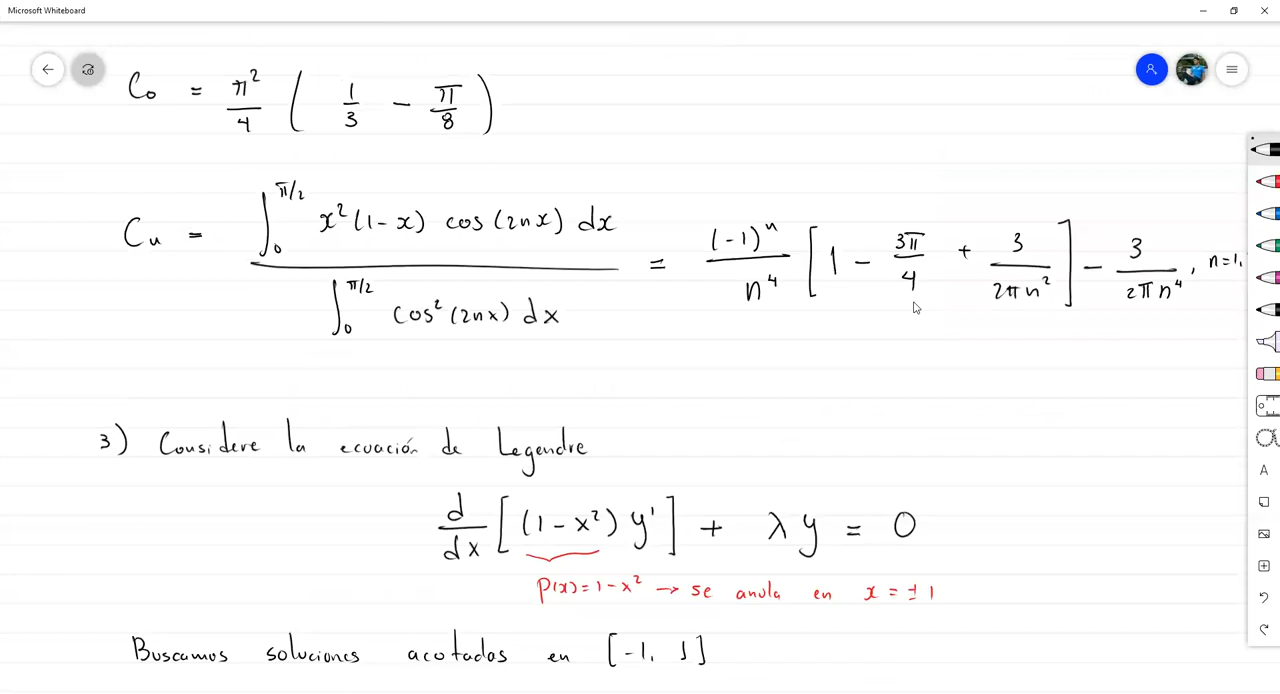 Microsoft Whiteboard
C₀ = π²/4 ( 1/3 - π/8 )
Cₙ = ∫₀^{π/2} x²(1-x) cos(2nx) dx / ∫₀^{π/2} cos²(2nx) dx = (-1)ⁿ/n⁴ [ 1 - 3π/4 + 3/(2πn²) ] - 3/(2πn⁴), n=1,
3) Considere la ecuación de Legendre
d/dx [ (1-x²) y' ] + λy = 0
P(x)=1-x² → se anula en x = ±1
Buscamos soluciones acotadas en [-1, 1]
A